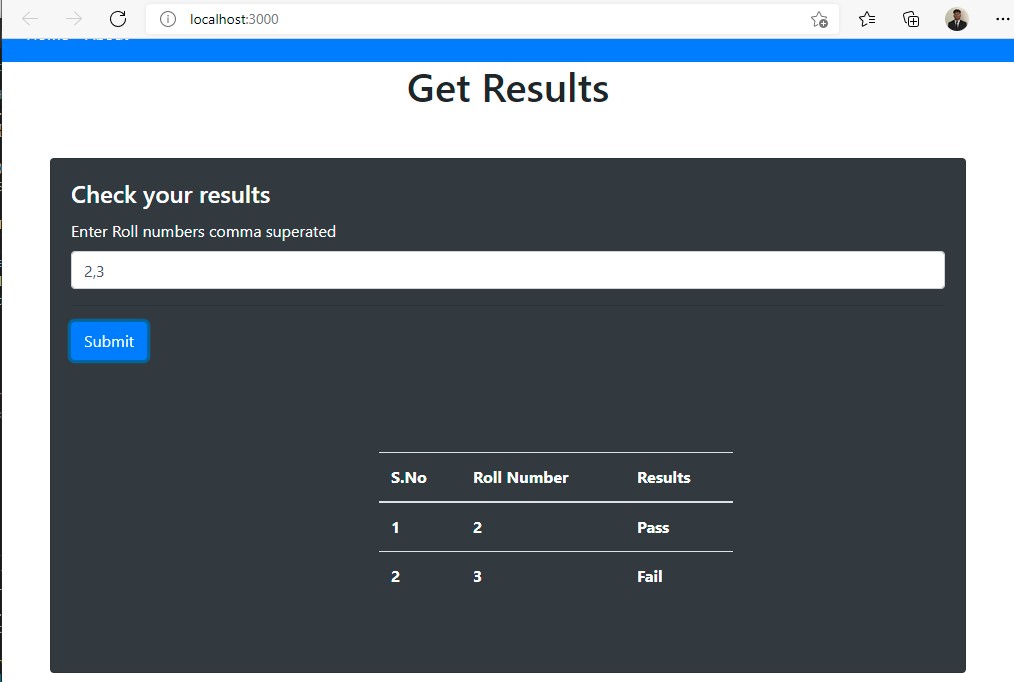 localhost:3000
Get Results
Check your results
Enter Roll numbers comma superated
2,3
Submit
S.No Roll Number Results
1 2 Pass
2 3 Fail